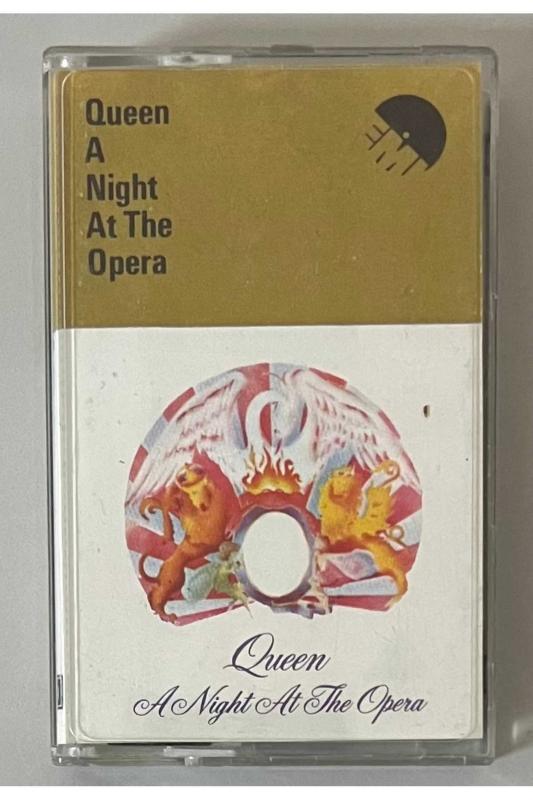 Queen
A
Night
At The
Opera
EMI
Queen
A Night At The Opera